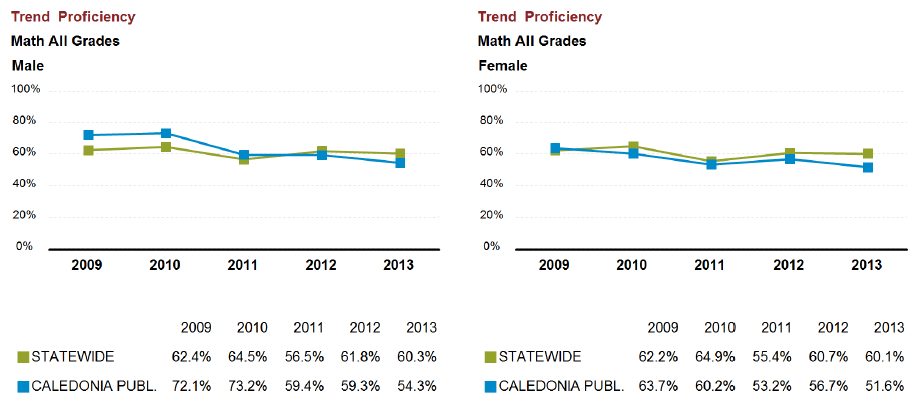 Trend Proficiency
Math All Grades
Male
100%
80%
60%
40%
20%
0%
2009 2010 2011 2012 2013
2009 2010 2011 2012 2013
STATEWIDE 62.4% 64.5% 56.5% 61.8% 60.3%
CALEDONIA PUBL. 72.1% 73.2% 59.4% 59.3% 54.3%
Trend Proficiency
Math All Grades
Female
100%
80%
60%
40%
20%
0%
2009 2010 2011 2012 2013
2009 2010 2011 2012 2013
STATEWIDE 62.2% 64.9% 55.4% 60.7% 60.1%
CALEDONIA PUBL. 63.7% 60.2% 53.2% 56.7% 51.6%